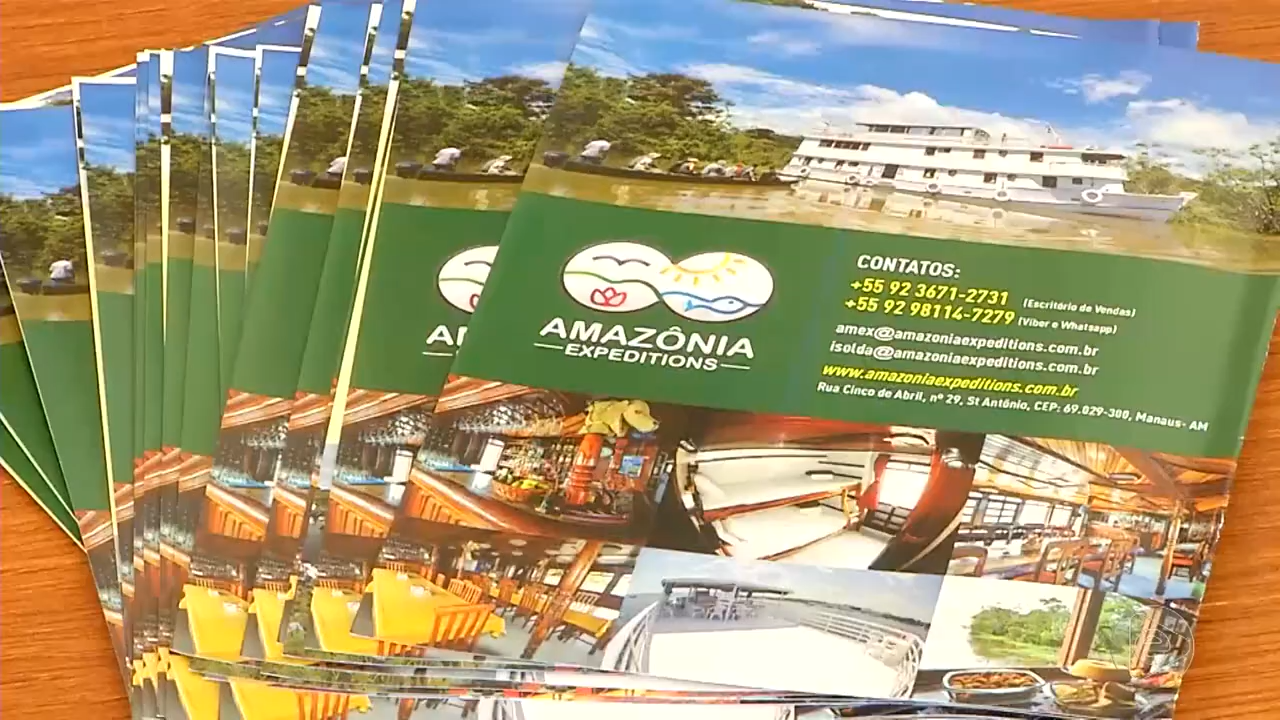 AMAZÔNIA
EXPEDITIONS
CONTATOS:
+55 92 3671-2731 (Escritório de Vendas)
+55 92 98114-7279 (Viber e Whatsapp)
amex@amazoniaexpeditions.com.br
isolda@amazoniaexpeditions.com.br
www.amazoniaexpeditions.com.br
Rua Cinco de Abril, nº 29, St Antônio, CEP: 69.029-300, Manaus- AM
AM